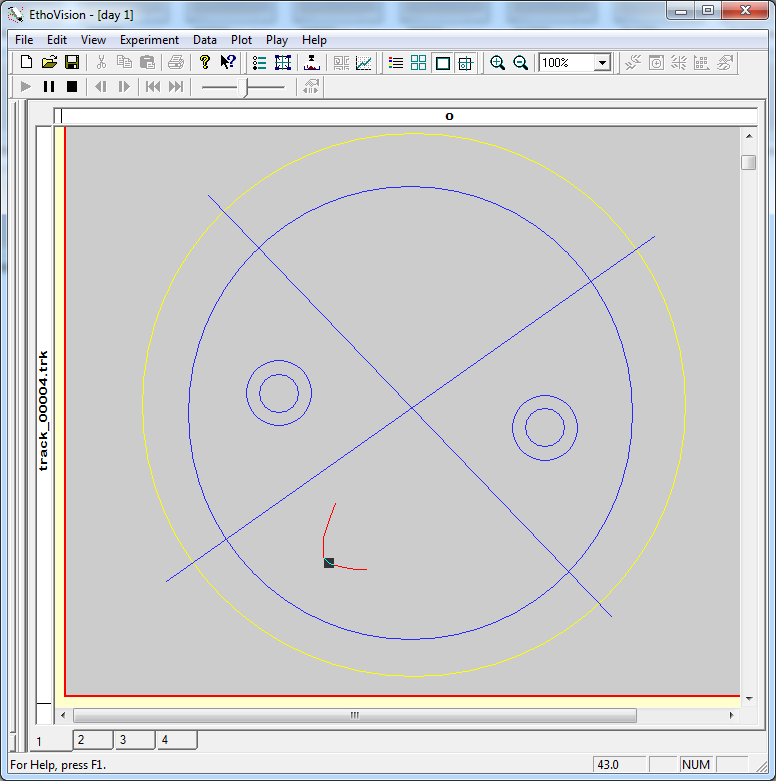 EthoVision - [day 1]
File Edit View Experiment Data Plot Play Help
100%
o
track_00004.trk
1 2 3 4
For Help, press F1. 43.0 NUM